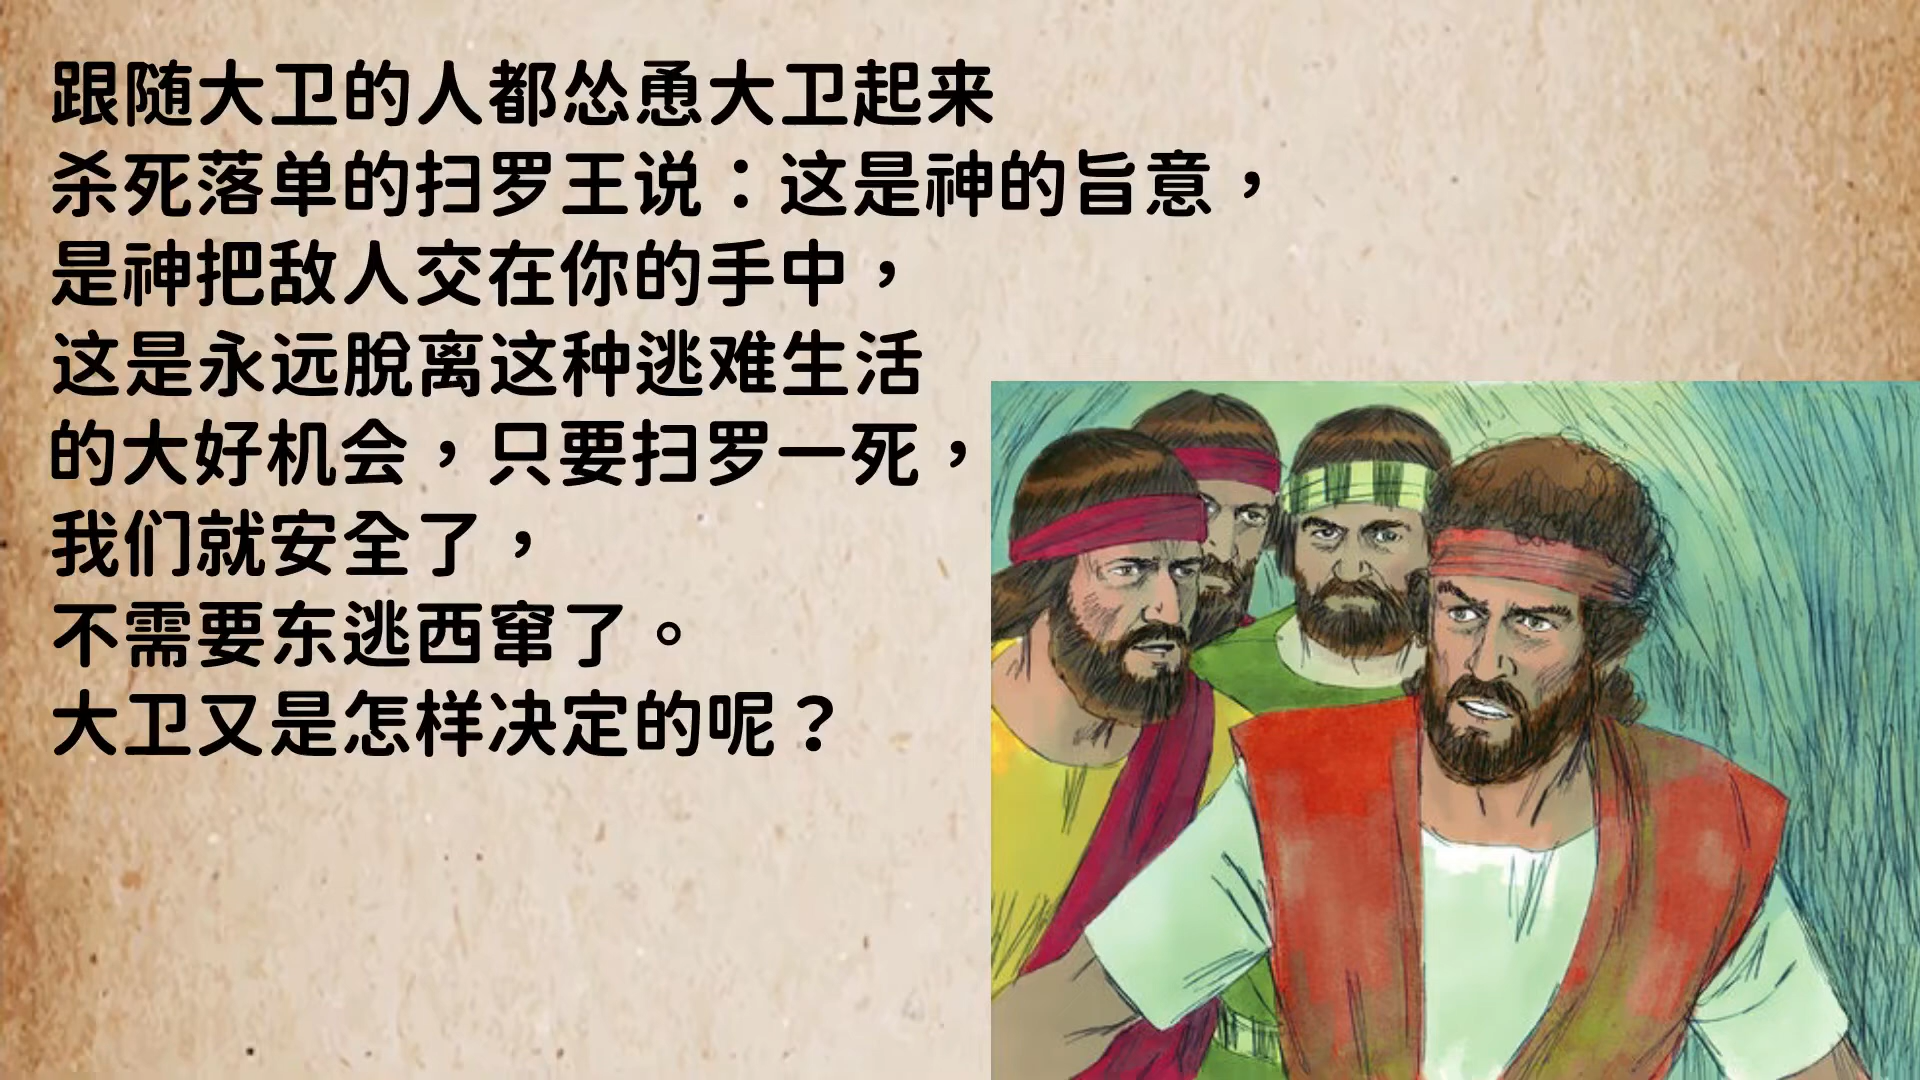 跟随大卫的人都怂恿大卫起来
杀死落单的扫罗王说：这是神的旨意，
是神把敌人交在你的手中，
这是永远脫离这种逃难生活
的大好机会，只要扫罗一死，
我们就安全了，
不需要东逃西窜了。
大卫又是怎样决定的呢？